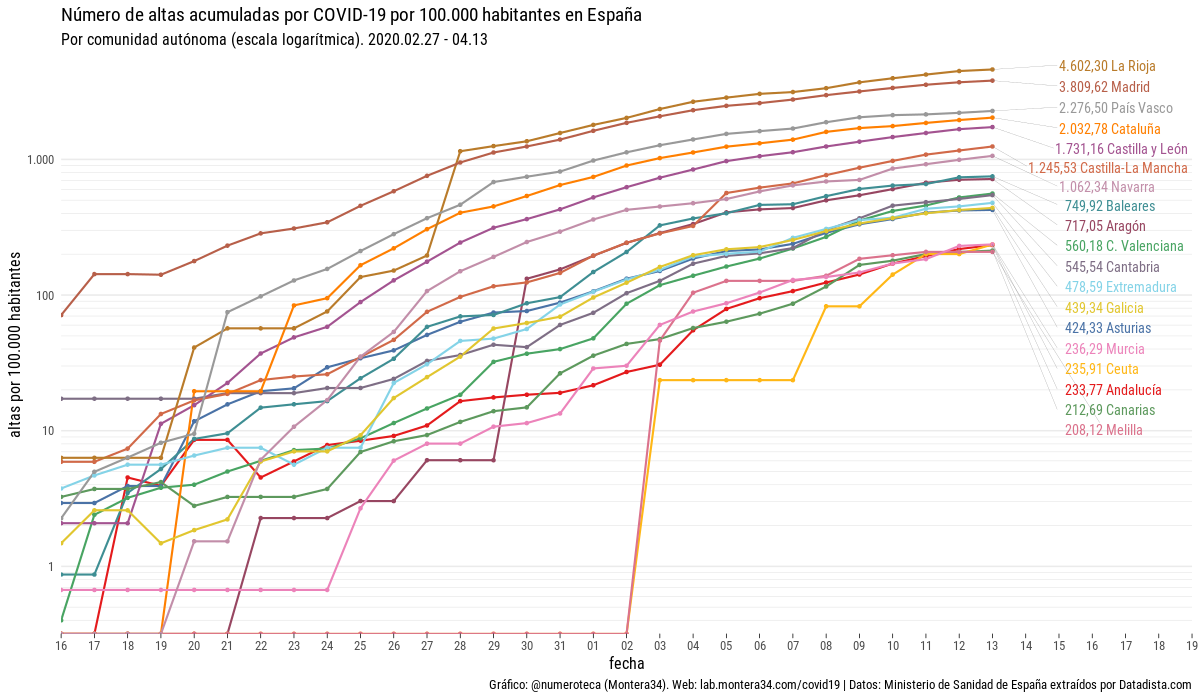 Número de altas acumuladas por COVID-19 por 100.000 habitantes en España
Por comunidad autónoma (escala logarítmica). 2020.02.27 - 04.13
4.602,30 La Rioja
3.809,62 Madrid
2.276,50 País Vasco
2.032,78 Cataluña
1.731,16 Castilla y León
1.245,53 Castilla-La Mancha
1.062,34 Navarra
749,92 Baleares
717,05 Aragón
560,18 C. Valenciana
545,54 Cantabria
478,59 Extremadura
439,34 Galicia
424,33 Asturias
236,29 Murcia
235,91 Ceuta
233,77 Andalucía
212,69 Canarias
208,12 Melilla
altas por 100.000 habitantes
1.000
100
10
1
16 17 18 19 20 21 22 23 24 25 26 27 28 29 30 31 01 02 03 04 05 06 07 08 09 10 11 12 13 14 15 16 17 18 19
fecha
Gráfico: @numeroteca (Montera34). Web: lab.montera34.com/covid19 | Datos: Ministerio de Sanidad de España extraídos por Datadista.com